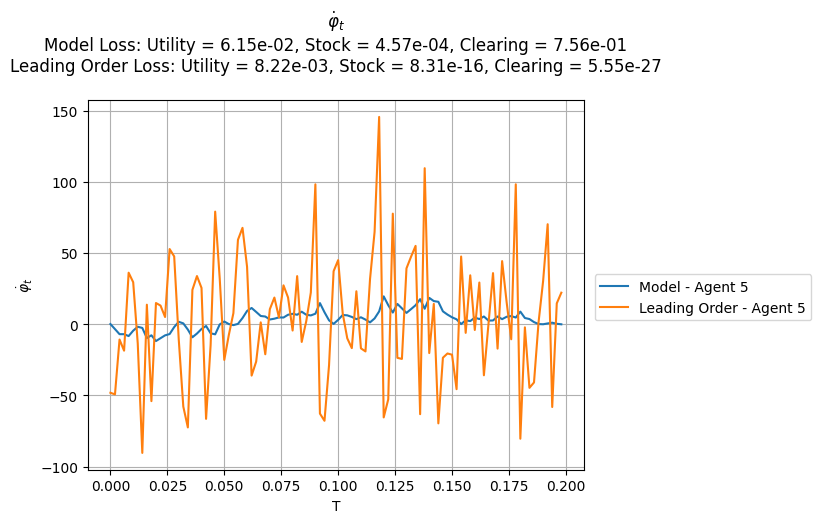 φ̇_t
Model Loss: Utility = 6.15e-02, Stock = 4.57e-04, Clearing = 7.56e-01
Leading Order Loss: Utility = 8.22e-03, Stock = 8.31e-16, Clearing = 5.55e-27
150
100
50
0
−50
−100
φ̇_t
0.000 0.025 0.050 0.075 0.100 0.125 0.150 0.175 0.200
T
Model - Agent 5
Leading Order - Agent 5